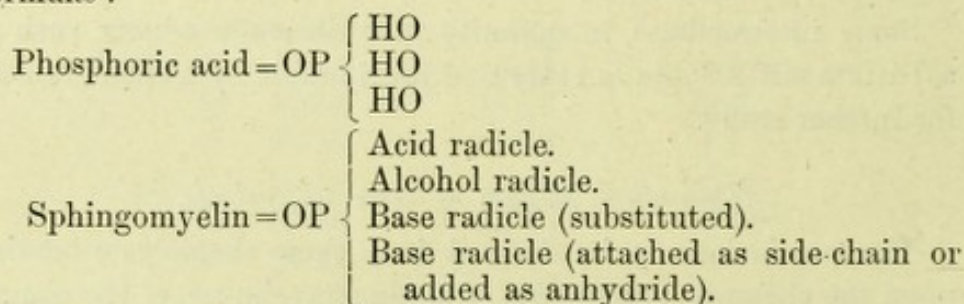 HO
Phosphoric acid=OP { HO
HO
Acid radicle.
Alcohol radicle.
Sphingomyelin=OP { Base radicle (substituted).
Base radicle (attached as side-chain or
added as anhydride).